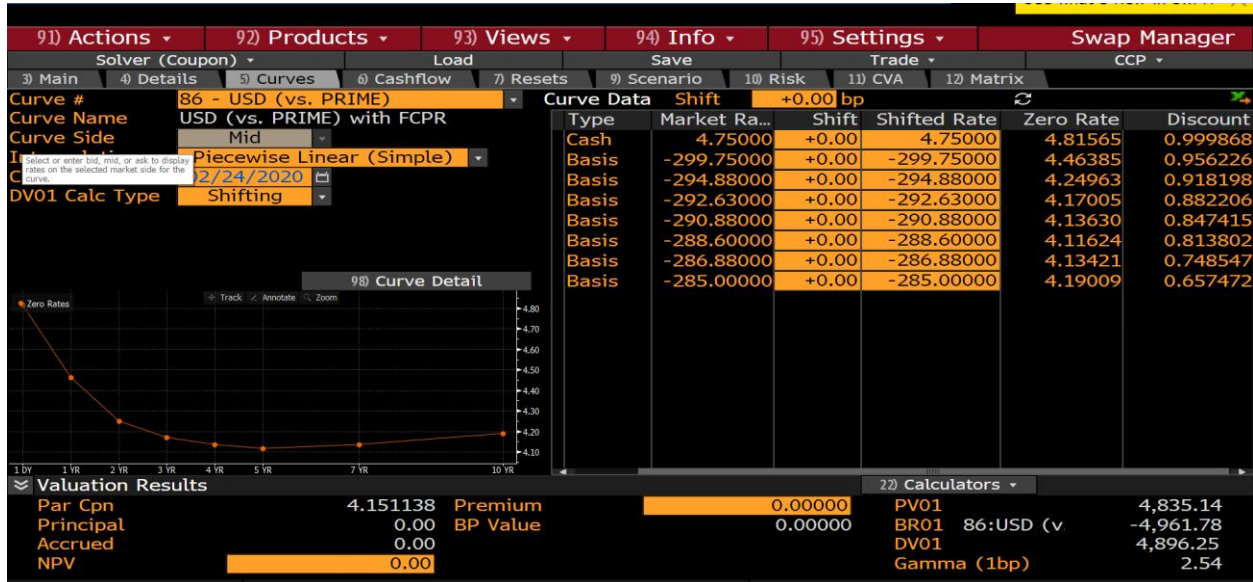 91) Actions 92) Products 93) Views 94) Info 95) Settings Swap Manager
Solver (Coupon) Load Save Trade CCP
3) Main 4) Details 5) Curves 6) Cashflow 7) Resets 9) Scenario 10) Risk 11) CVA 12) Matrix
Curve # 86 - USD (vs. PRIME) Curve Data Shift +0.00 bp
Curve Name USD (vs. PRIME) with FCPR
Curve Side Mid
Piecewise Linear (Simple)
Select or enter bid, mid, or ask to display
rates on the selected market side for the
curve.
02/24/2020
DV01 Calc Type Shifting
Type Market Ra... Shift Shifted Rate Zero Rate Discount
Cash 4.75000 +0.00 4.75000 4.81565 0.999868
Basis -299.75000 +0.00 -299.75000 4.46385 0.956226
Basis -294.88000 +0.00 -294.88000 4.24963 0.918198
Basis -292.63000 +0.00 -292.63000 4.17005 0.882206
Basis -290.88000 +0.00 -290.88000 4.13630 0.847415
Basis -288.60000 +0.00 -288.60000 4.11624 0.813802
Basis -286.88000 +0.00 -286.88000 4.13421 0.748547
Basis -285.00000 +0.00 -285.00000 4.19009 0.657472
98) Curve Detail
Zero Rates Track Annotate Zoom
4.80
4.70
4.60
4.50
4.40
4.30
4.20
4.10
1 DY 1 YR 2 YR 3 YR 4 YR 5 YR 7 YR 10 YR
Valuation Results 22) Calculators
Par Cpn 4.151138 Premium 0.00000 PV01 4,835.14
Principal 0.00 BP Value 0.00000 BR01 86:USD (v -4,961.78
Accrued 0.00 DV01 4,896.25
NPV 0.00 Gamma (1bp) 2.54